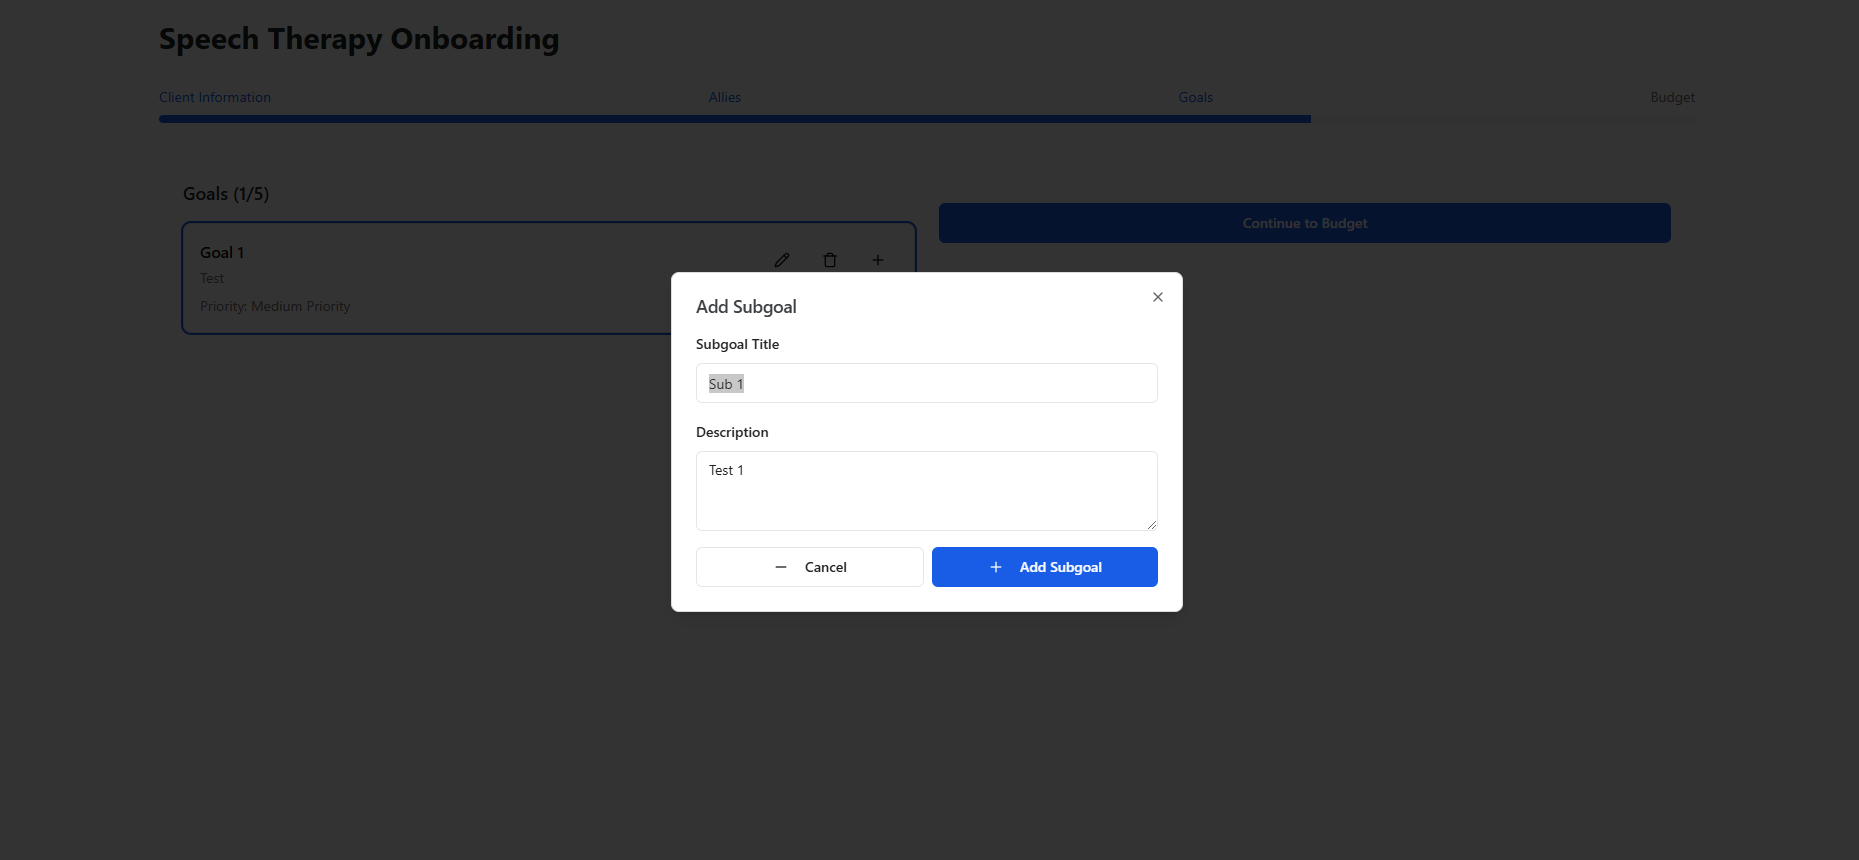 Speech Therapy Onboarding
Client Information Allies Goals Budget
Goals (1/5)
Continue to Budget
Goal 1
Test
Priority: Medium Priority
Add Subgoal
Subgoal Title
Sub 1
Description
Test 1
Cancel
Add Subgoal